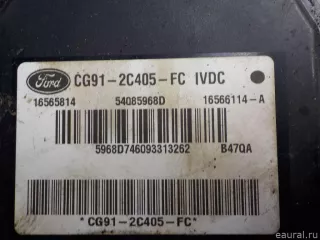 Ford CG91-2C405-FC IVDC
16565814 54085968D 16566114-A
5968D746093313262 B47QA
*CG91-2C405-FC*
eaural.ru